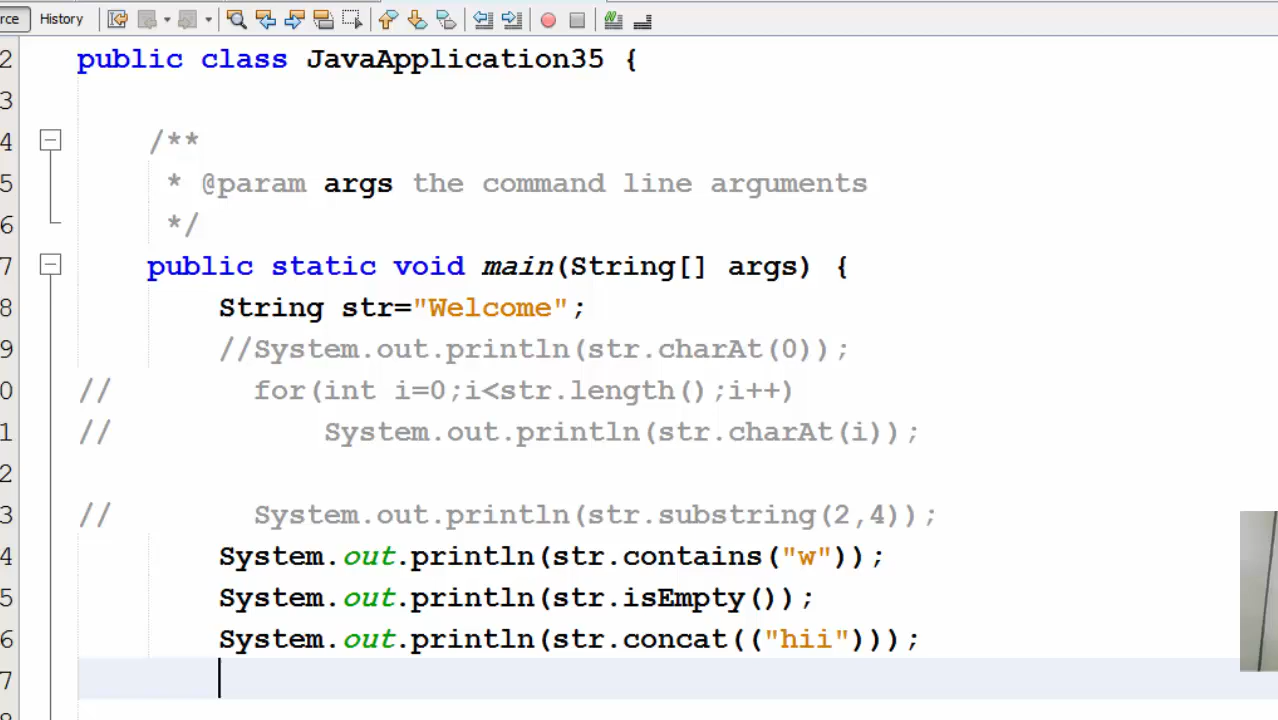 rce History
2 public class JavaApplication35 {
3
4 /**
5 * @param args the command line arguments
6 */
7 public static void main(String[] args) {
8 String str="Welcome";
9 //System.out.println(str.charAt(0));
0 // for(int i=0;i<str.length();i++)
1 // System.out.println(str.charAt(i));
2
3 // System.out.println(str.substring(2,4));
4 System.out.println(str.contains("w"));
5 System.out.println(str.isEmpty());
6 System.out.println(str.concat(("hii")));
7
8